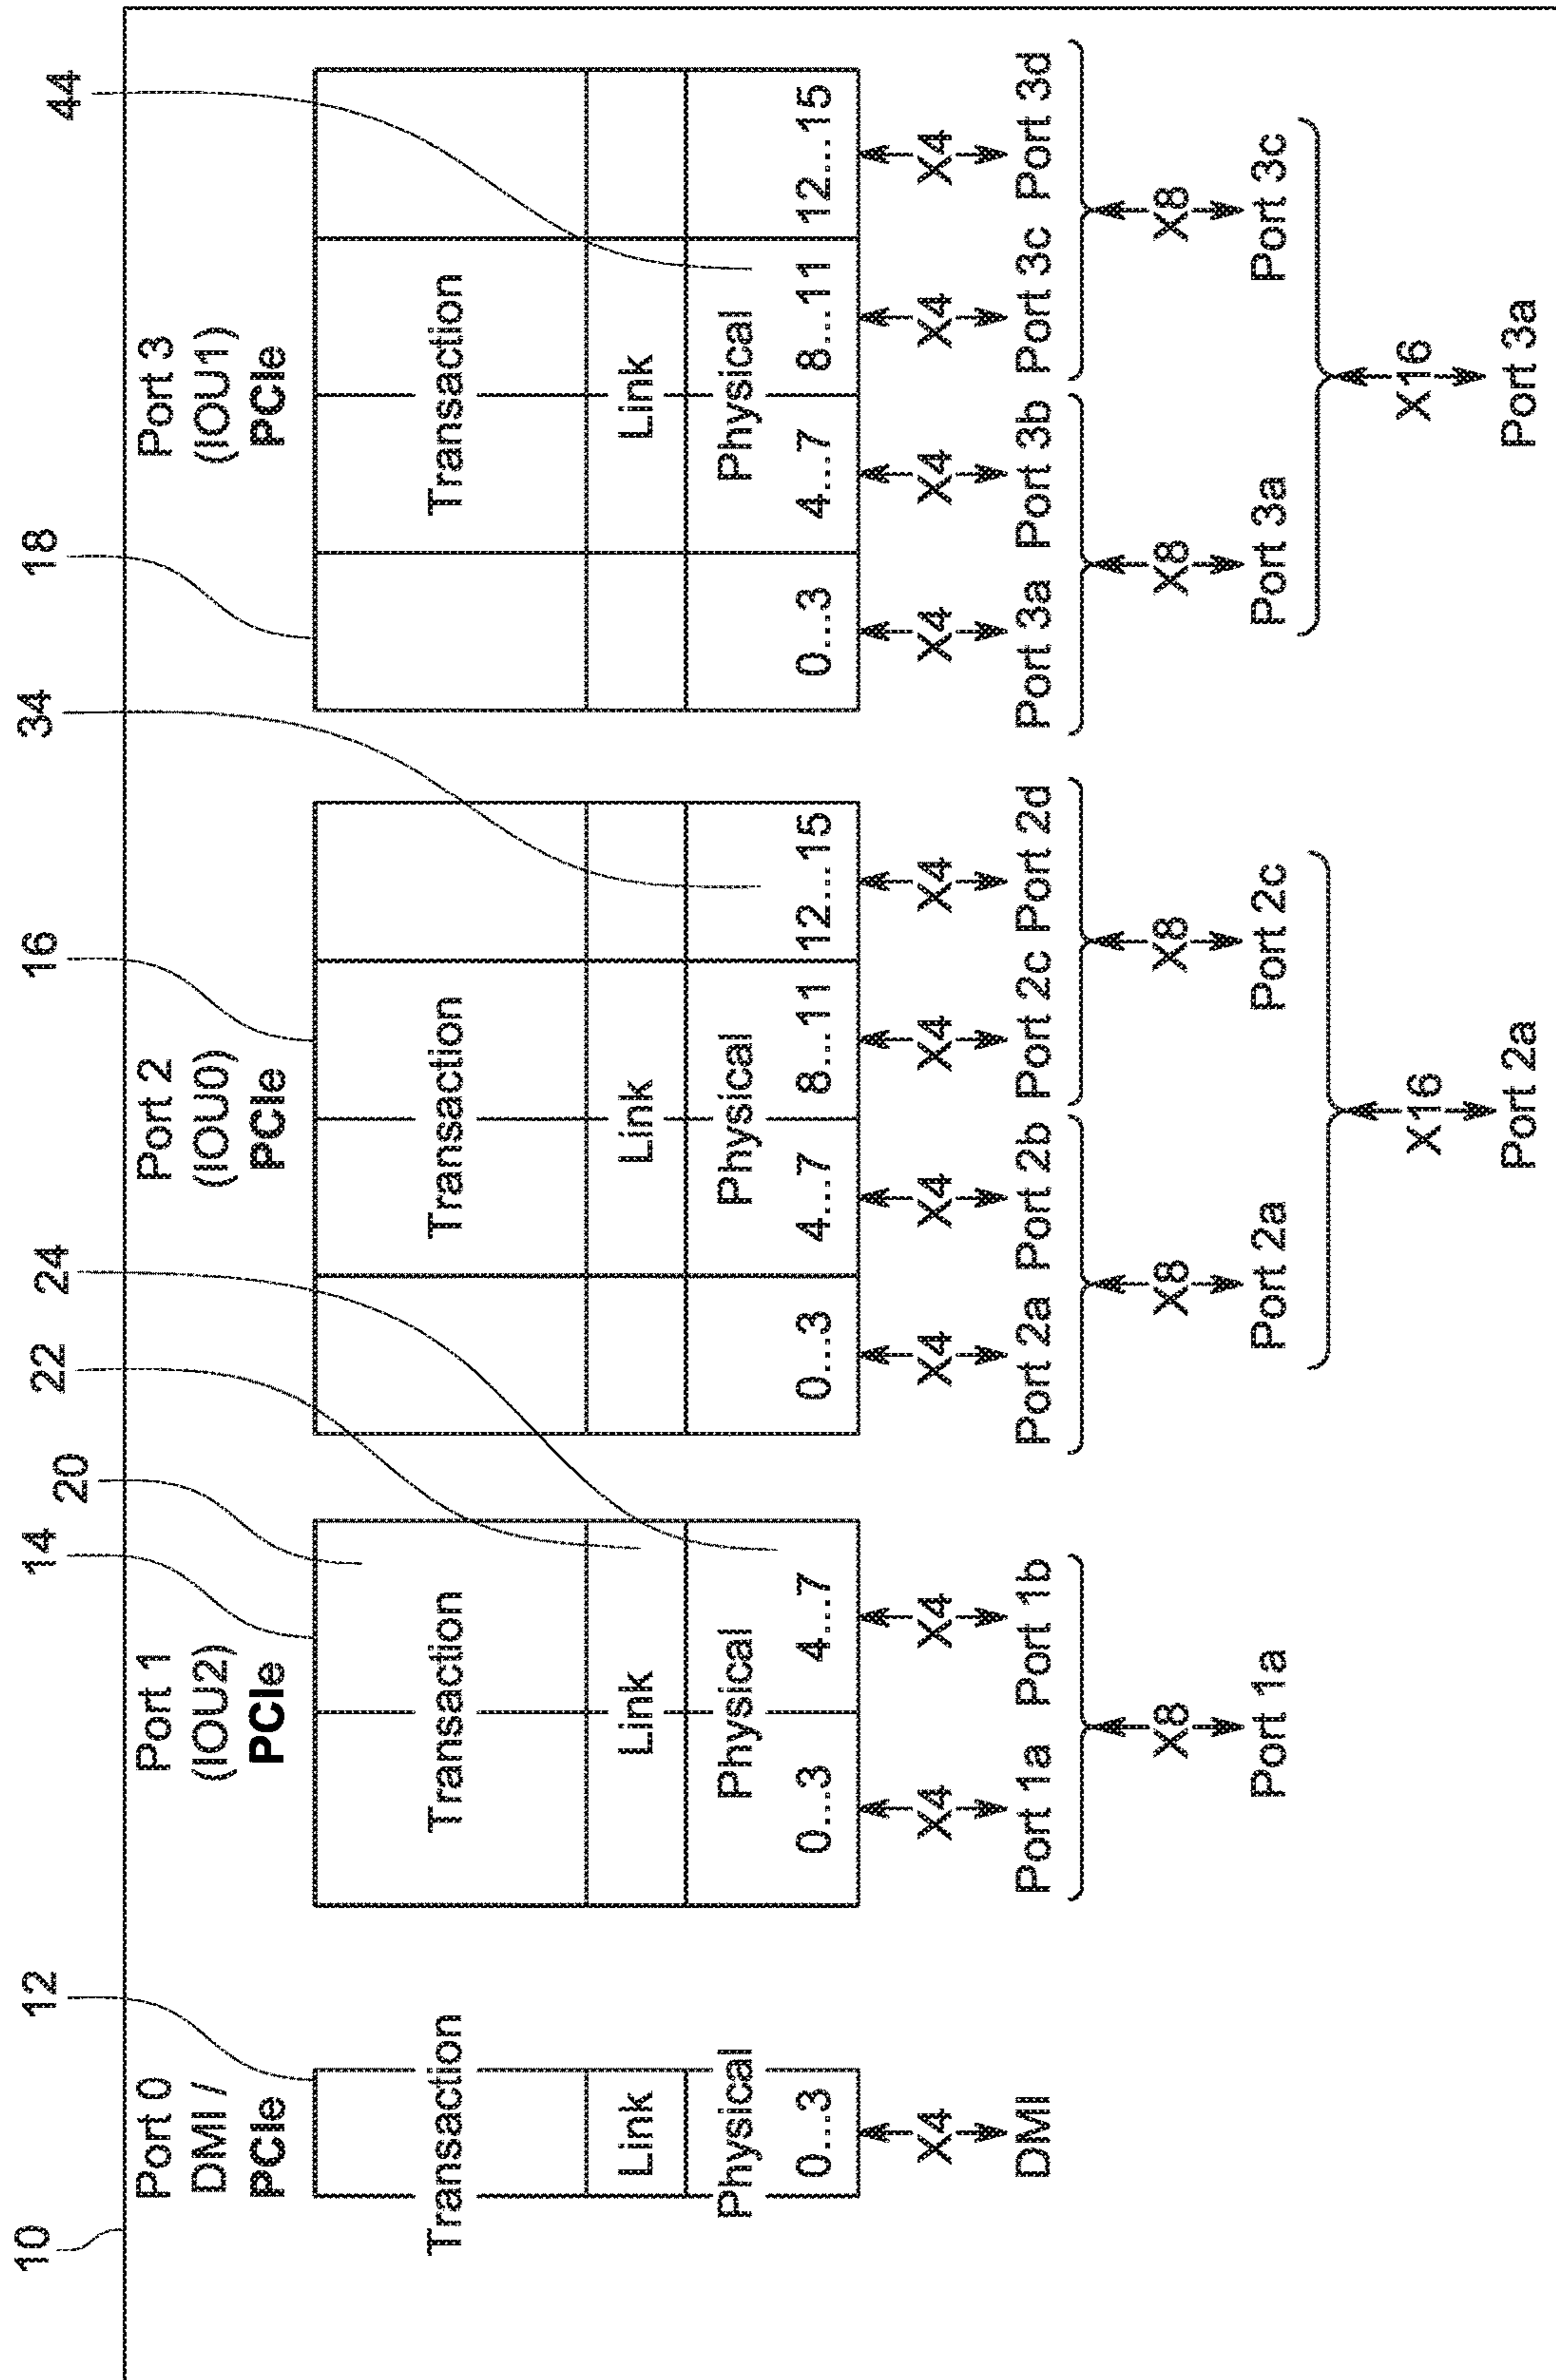 10
12
14
20
22
24
16
34
18
44
Port 0
DMI /
PCIe
Port 1
(IOU2)
PCIe
Port 2
(IOU0)
PCIe
Port 3
(IOU1)
PCIe
Transaction
Transaction
Transaction
Transaction
Link
Link
Link
Link
Physical
Physical
Physical
Physical
0...3
0...3 4...7
0...3 4...7 8...11 12...15
0...3 4...7 8...11 12...15
X4
X4 X4
X4 X4 X4 X4
X4 X4 X4 X4
DMI
Port 1a Port 1b
Port 2a Port 2b Port 2c Port 2d
Port 3a Port 3b Port 3c Port 3d
X8
X8 X8
X8 X8
Port 1a
Port 2a Port 2c
Port 3a Port 3c
X16
X16
Port 2a
Port 3a